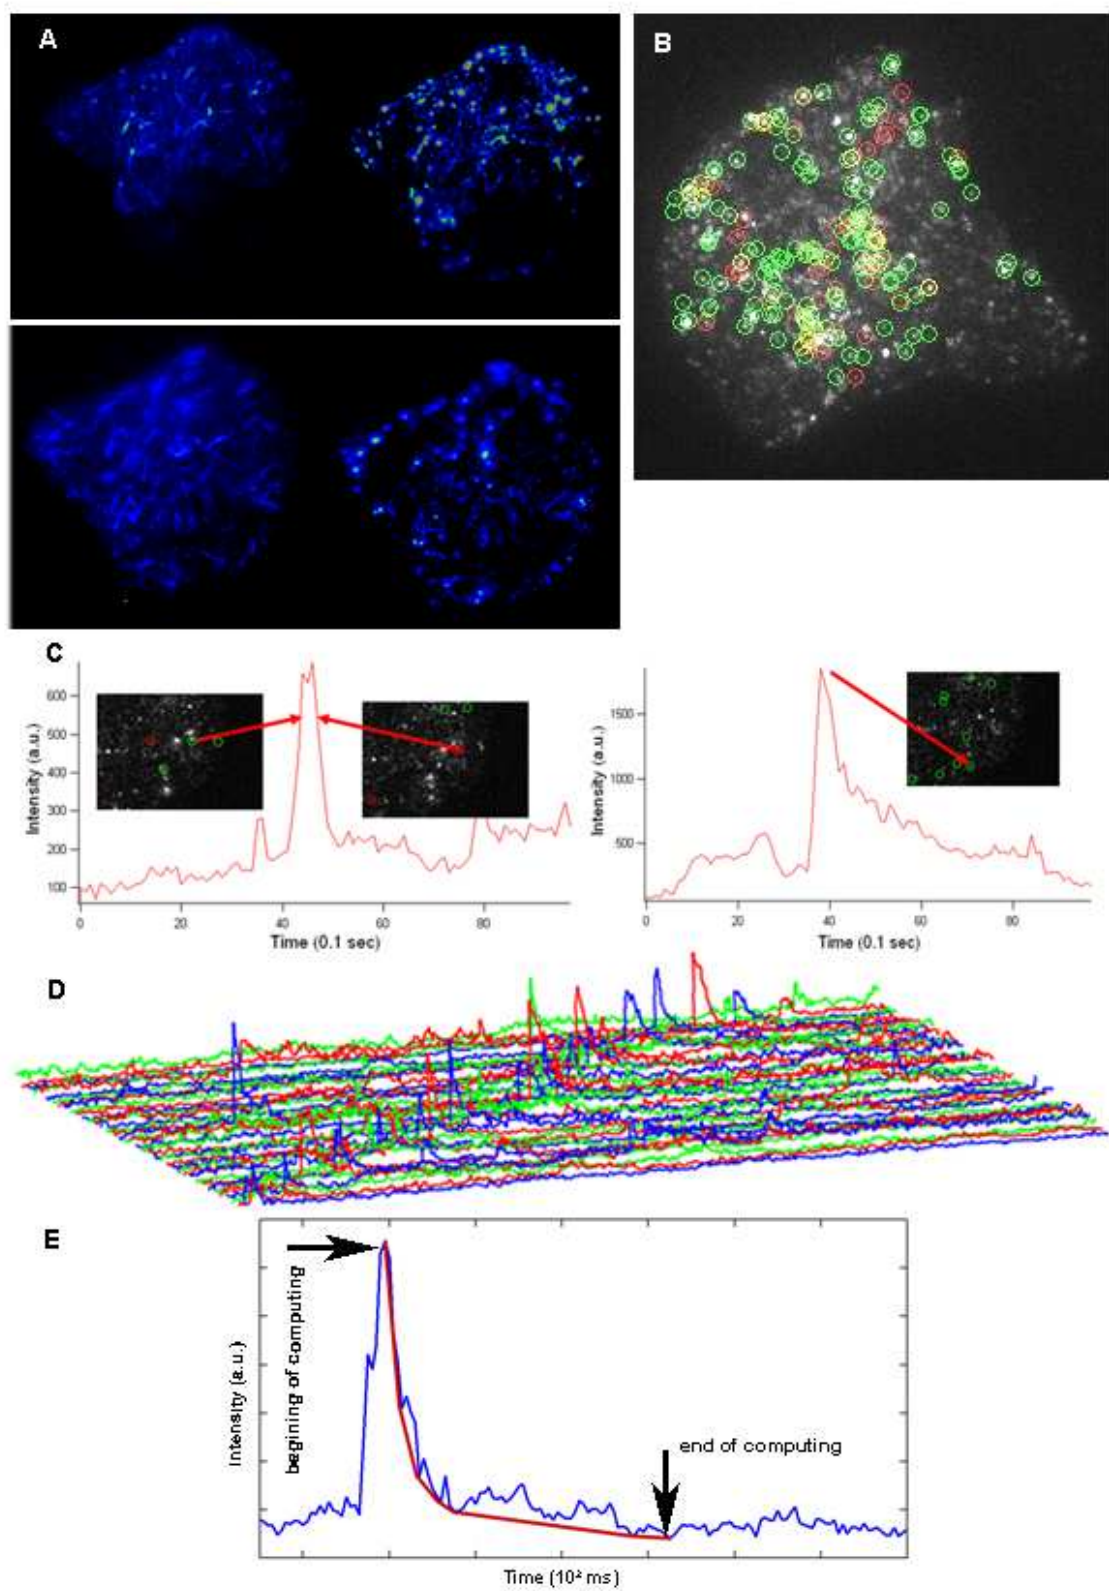 A
B
C
600
500
400
300
200
100
Intensity (a.u.)
0
20
40
60
80
Time (0.1 sec)
1500
1000
500
Intensity (a.u.)
0
20
40
60
80
Time (0.1 sec)
D
E
Intensity (a.u.)
begining of computing
end of computing
Time (10² ms)